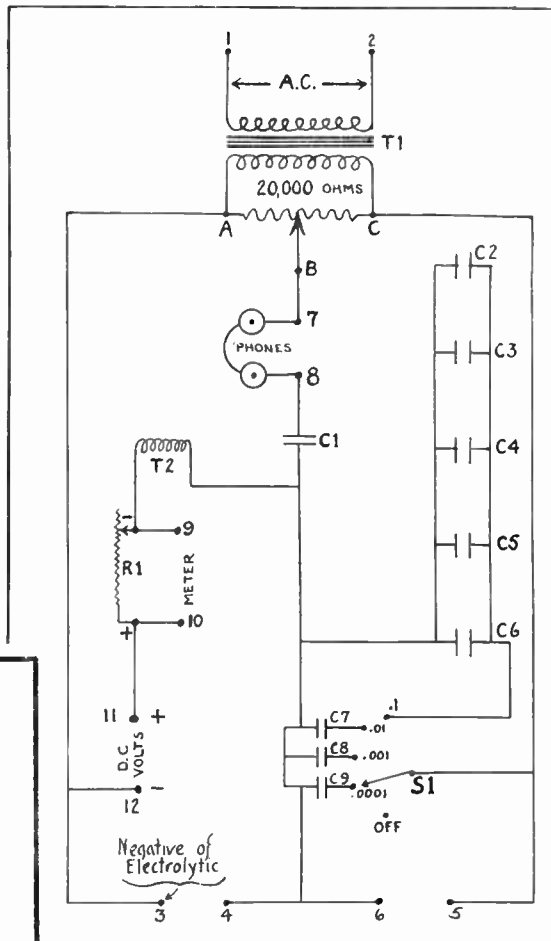 1 2
A.C.
T1
20,000 OHMS
A C
B
C2
7
PHONES
C3
8
C1
C4
T2
- 9
R1
METER
C5
+ 10
C6
11 +
D.C. VOLTS
12 -
.1
C7 .01
C8 .001
C9 .0001 S1
OFF
Negative of
Electrolytic
3 4 6 5